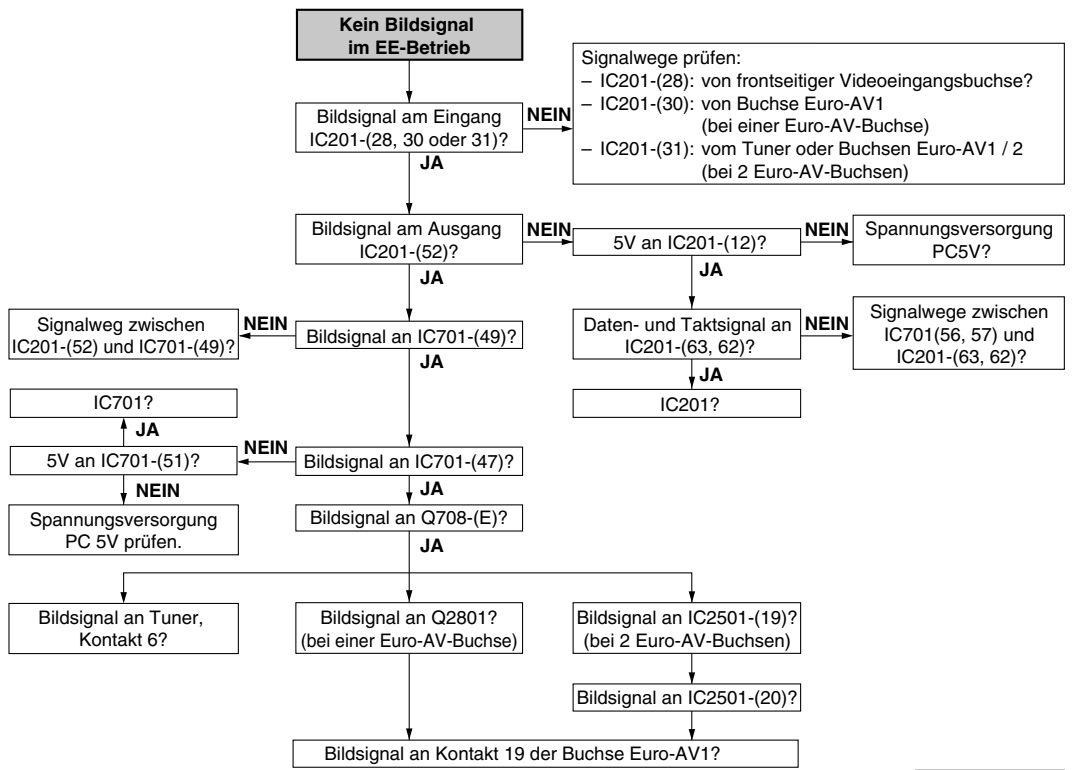 Kein Bildsignal
im EE-Betrieb
Bildsignal am Eingang
IC201-(28, 30 oder 31)?
NEIN
Signalwege prüfen:
– IC201-(28): von frontseitiger Videoeingangsbuchse?
– IC201-(30): von Buchse Euro-AV1
(bei einer Euro-AV-Buchse)
– IC201-(31): vom Tuner oder Buchsen Euro-AV1 / 2
(bei 2 Euro-AV-Buchsen)
JA
Bildsignal am Ausgang
IC201-(52)?
NEIN
5V an IC201-(12)?
NEIN
Spannungsversorgung
PC5V?
JA
JA
Signalweg zwischen
IC201-(52) und IC701-(49)?
NEIN
Bildsignal an IC701-(49)?
Daten- und Taktsignal an
IC201-(63, 62)?
NEIN
Signalwege zwischen
IC701(56, 57) und
IC201-(63, 62)?
JA
JA
IC201?
IC701?
JA
5V an IC701-(51)?
NEIN
Bildsignal an IC701-(47)?
NEIN
JA
Spannungsversorgung
PC 5V prüfen.
Bildsignal an Q708-(E)?
JA
Bildsignal an Tuner,
Kontakt 6?
Bildsignal an Q2801?
(bei einer Euro-AV-Buchse)
Bildsignal an IC2501-(19)?
(bei 2 Euro-AV-Buchsen)
Bildsignal an IC2501-(20)?
Bildsignal an Kontakt 19 der Buchse Euro-AV1?